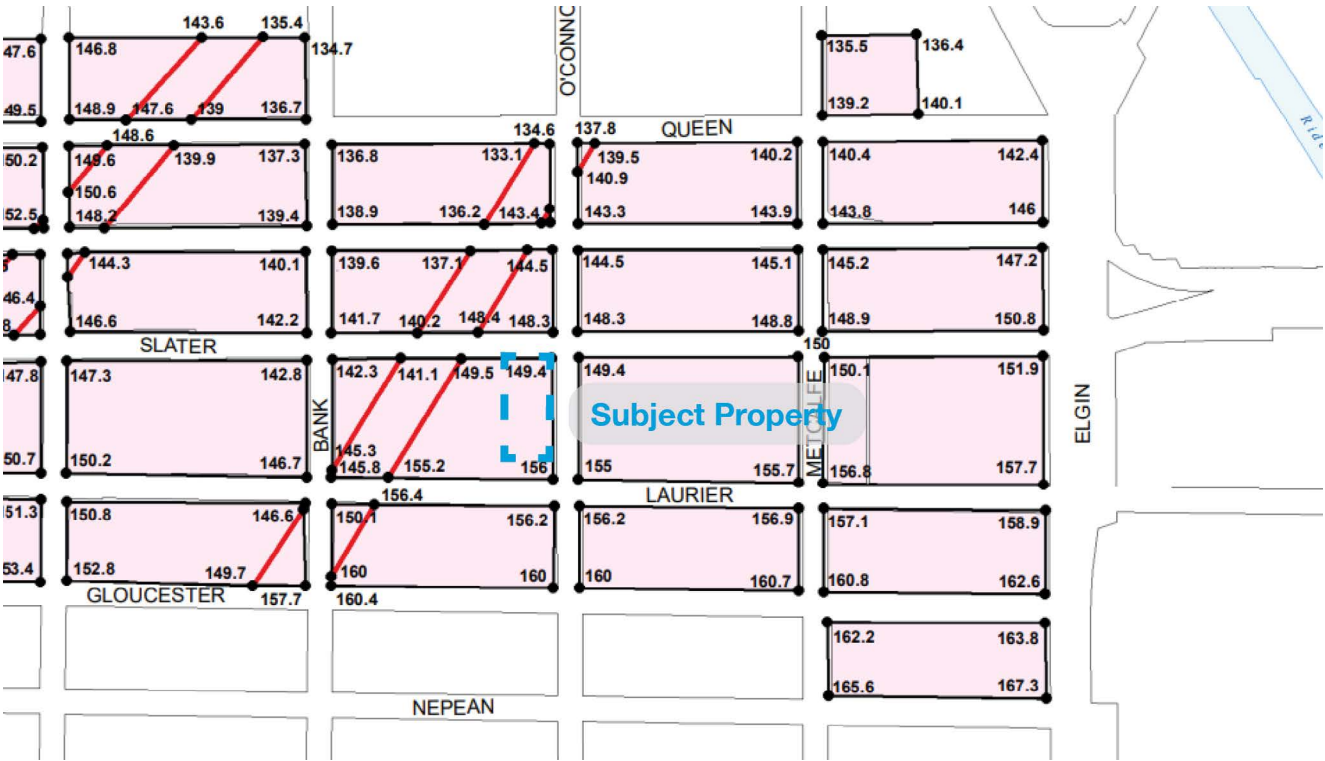 143.6 135.4
O'CONNO
47.6 146.8 134.7 135.5 136.4
49.5 148.9 147.6 139 136.7 139.2 140.1
148.6 134.6 137.8 QUEEN
50.2 149.6 139.9 137.3 136.8 133.1 139.5 140.2 140.4 142.4
150.6 140.9
52.5 148.2 139.4 138.9 136.2 143.4 143.3 143.9 143.8 146
144.3 140.1 139.6 137.1 144.5 144.5 145.1 145.2 147.2
46.4
8 146.6 142.2 141.7 140.2 148.4 148.3 148.3 148.8 148.9 150.8
SLATER 150
47.8 147.3 142.8 142.3 141.1 149.5 149.4 149.4 150.1 151.9
BANK Subject Property METCALFE ELGIN
145.3
50.7 150.2 146.7 145.8 155.2 156 155 155.7 156.8 157.7
156.4 LAURIER
51.3 150.8 146.6 150.1 156.2 156.2 156.9 157.1 158.9
53.4 152.8 149.7 160 160 160 160.7 160.8 162.6
GLOUCESTER 157.7 160.4
162.2 163.8
165.6 167.3
NEPEAN
Ride